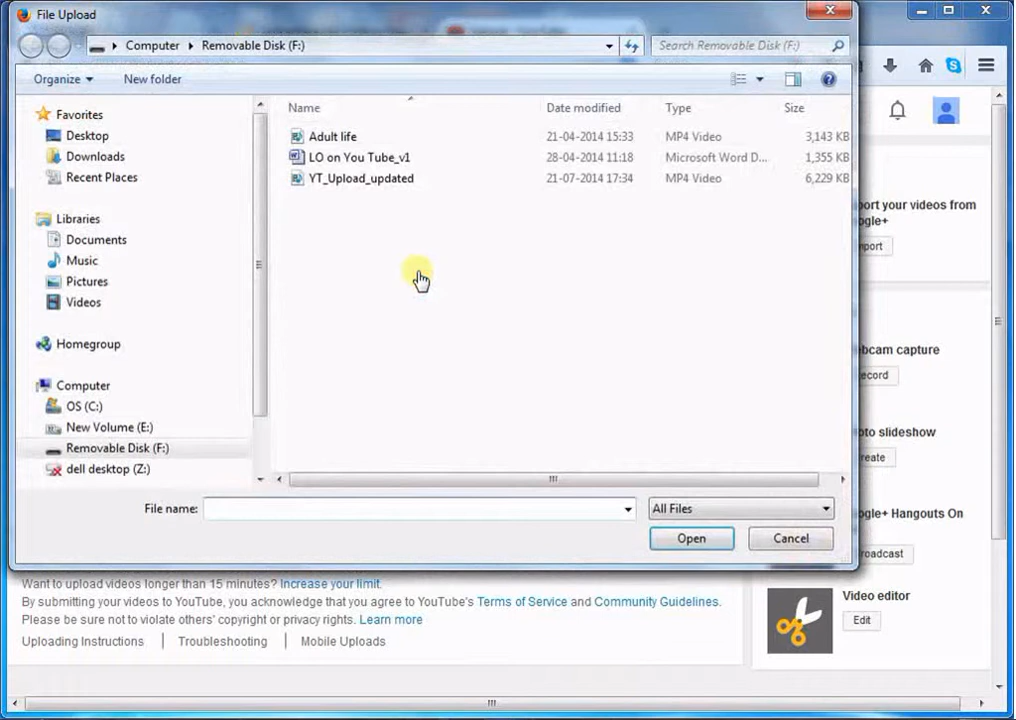 File Upload
Computer Removable Disk (F:)
Search Removable Disk (F:)
Organize New folder
Name Date modified Type Size
Favorites
Desktop
Downloads
Recent Places
Libraries
Documents
Music
Pictures
Videos
Homegroup
Computer
OS (C:)
New Volume (E:)
Removable Disk (F:)
dell desktop (Z:)
Adult life 21-04-2014 15:33 MP4 Video 3,143 KB
LO on You Tube_v1 28-04-2014 11:18 Microsoft Word D... 1,355 KB
YT_Upload_updated 21-07-2014 17:34 MP4 Video 6,229 KB
File name:
All Files
Open Cancel
port your videos from
ogle+
port
bcam capture
ecord
oto slideshow
reate
ogle+ Hangouts On
oadcast
Video editor
Edit
Want to upload videos longer than 15 minutes? Increase your limit.
By submitting your videos to YouTube, you acknowledge that you agree to YouTube's Terms of Service and Community Guidelines.
Please be sure not to violate others' copyright or privacy rights. Learn more
Uploading Instructions | Troubleshooting | Mobile Uploads